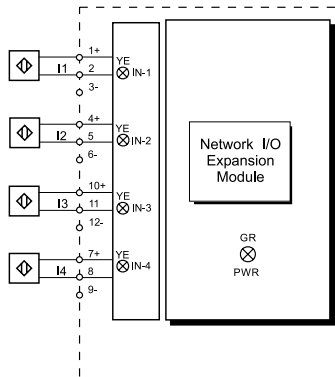 1+
YE
I1 2 IN-1
3-
4+
YE
I2 5 IN-2
6-
10+
YE
I3 11 IN-3
12-
7+
YE
I4 8 IN-4
9-
Network I/O
Expansion
Module
GR
PWR